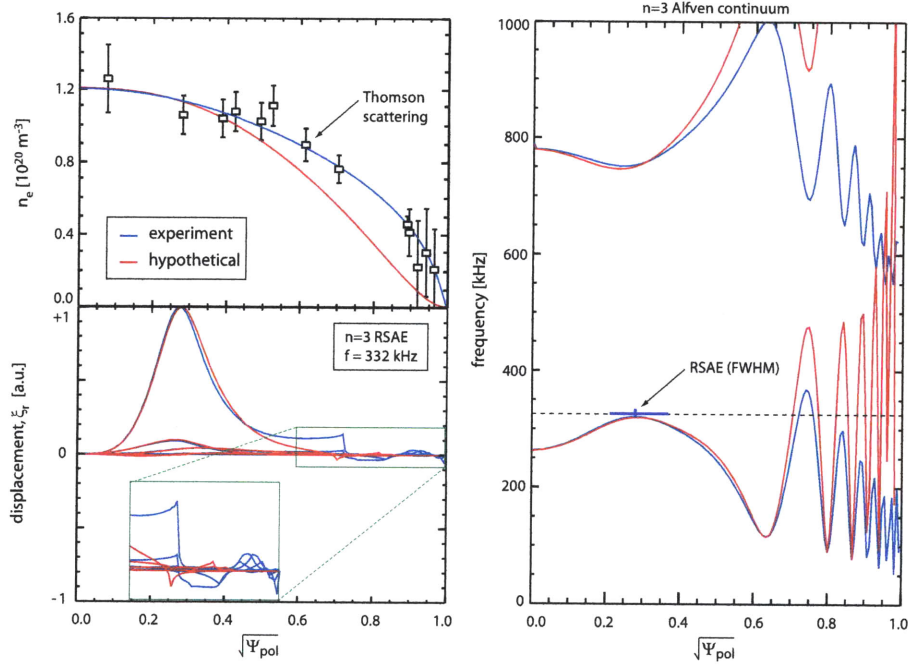 1.6
1.2
0.8
0.4
0.0
n_e [10^20 m^-3]
Thomson
scattering
experiment
hypothetical
+1
0
-1
displacement, ξ_r [a.u.]
n=3 RSAE
f = 332 kHz
0.0 0.2 0.4 0.6 0.8 1.0
√Ψ_pol
n=3 Alfven continuum
1000
800
600
400
200
0
frequency [kHz]
RSAE (FWHM)
0.0 0.2 0.4 0.6 0.8 1.0
√Ψ_pol